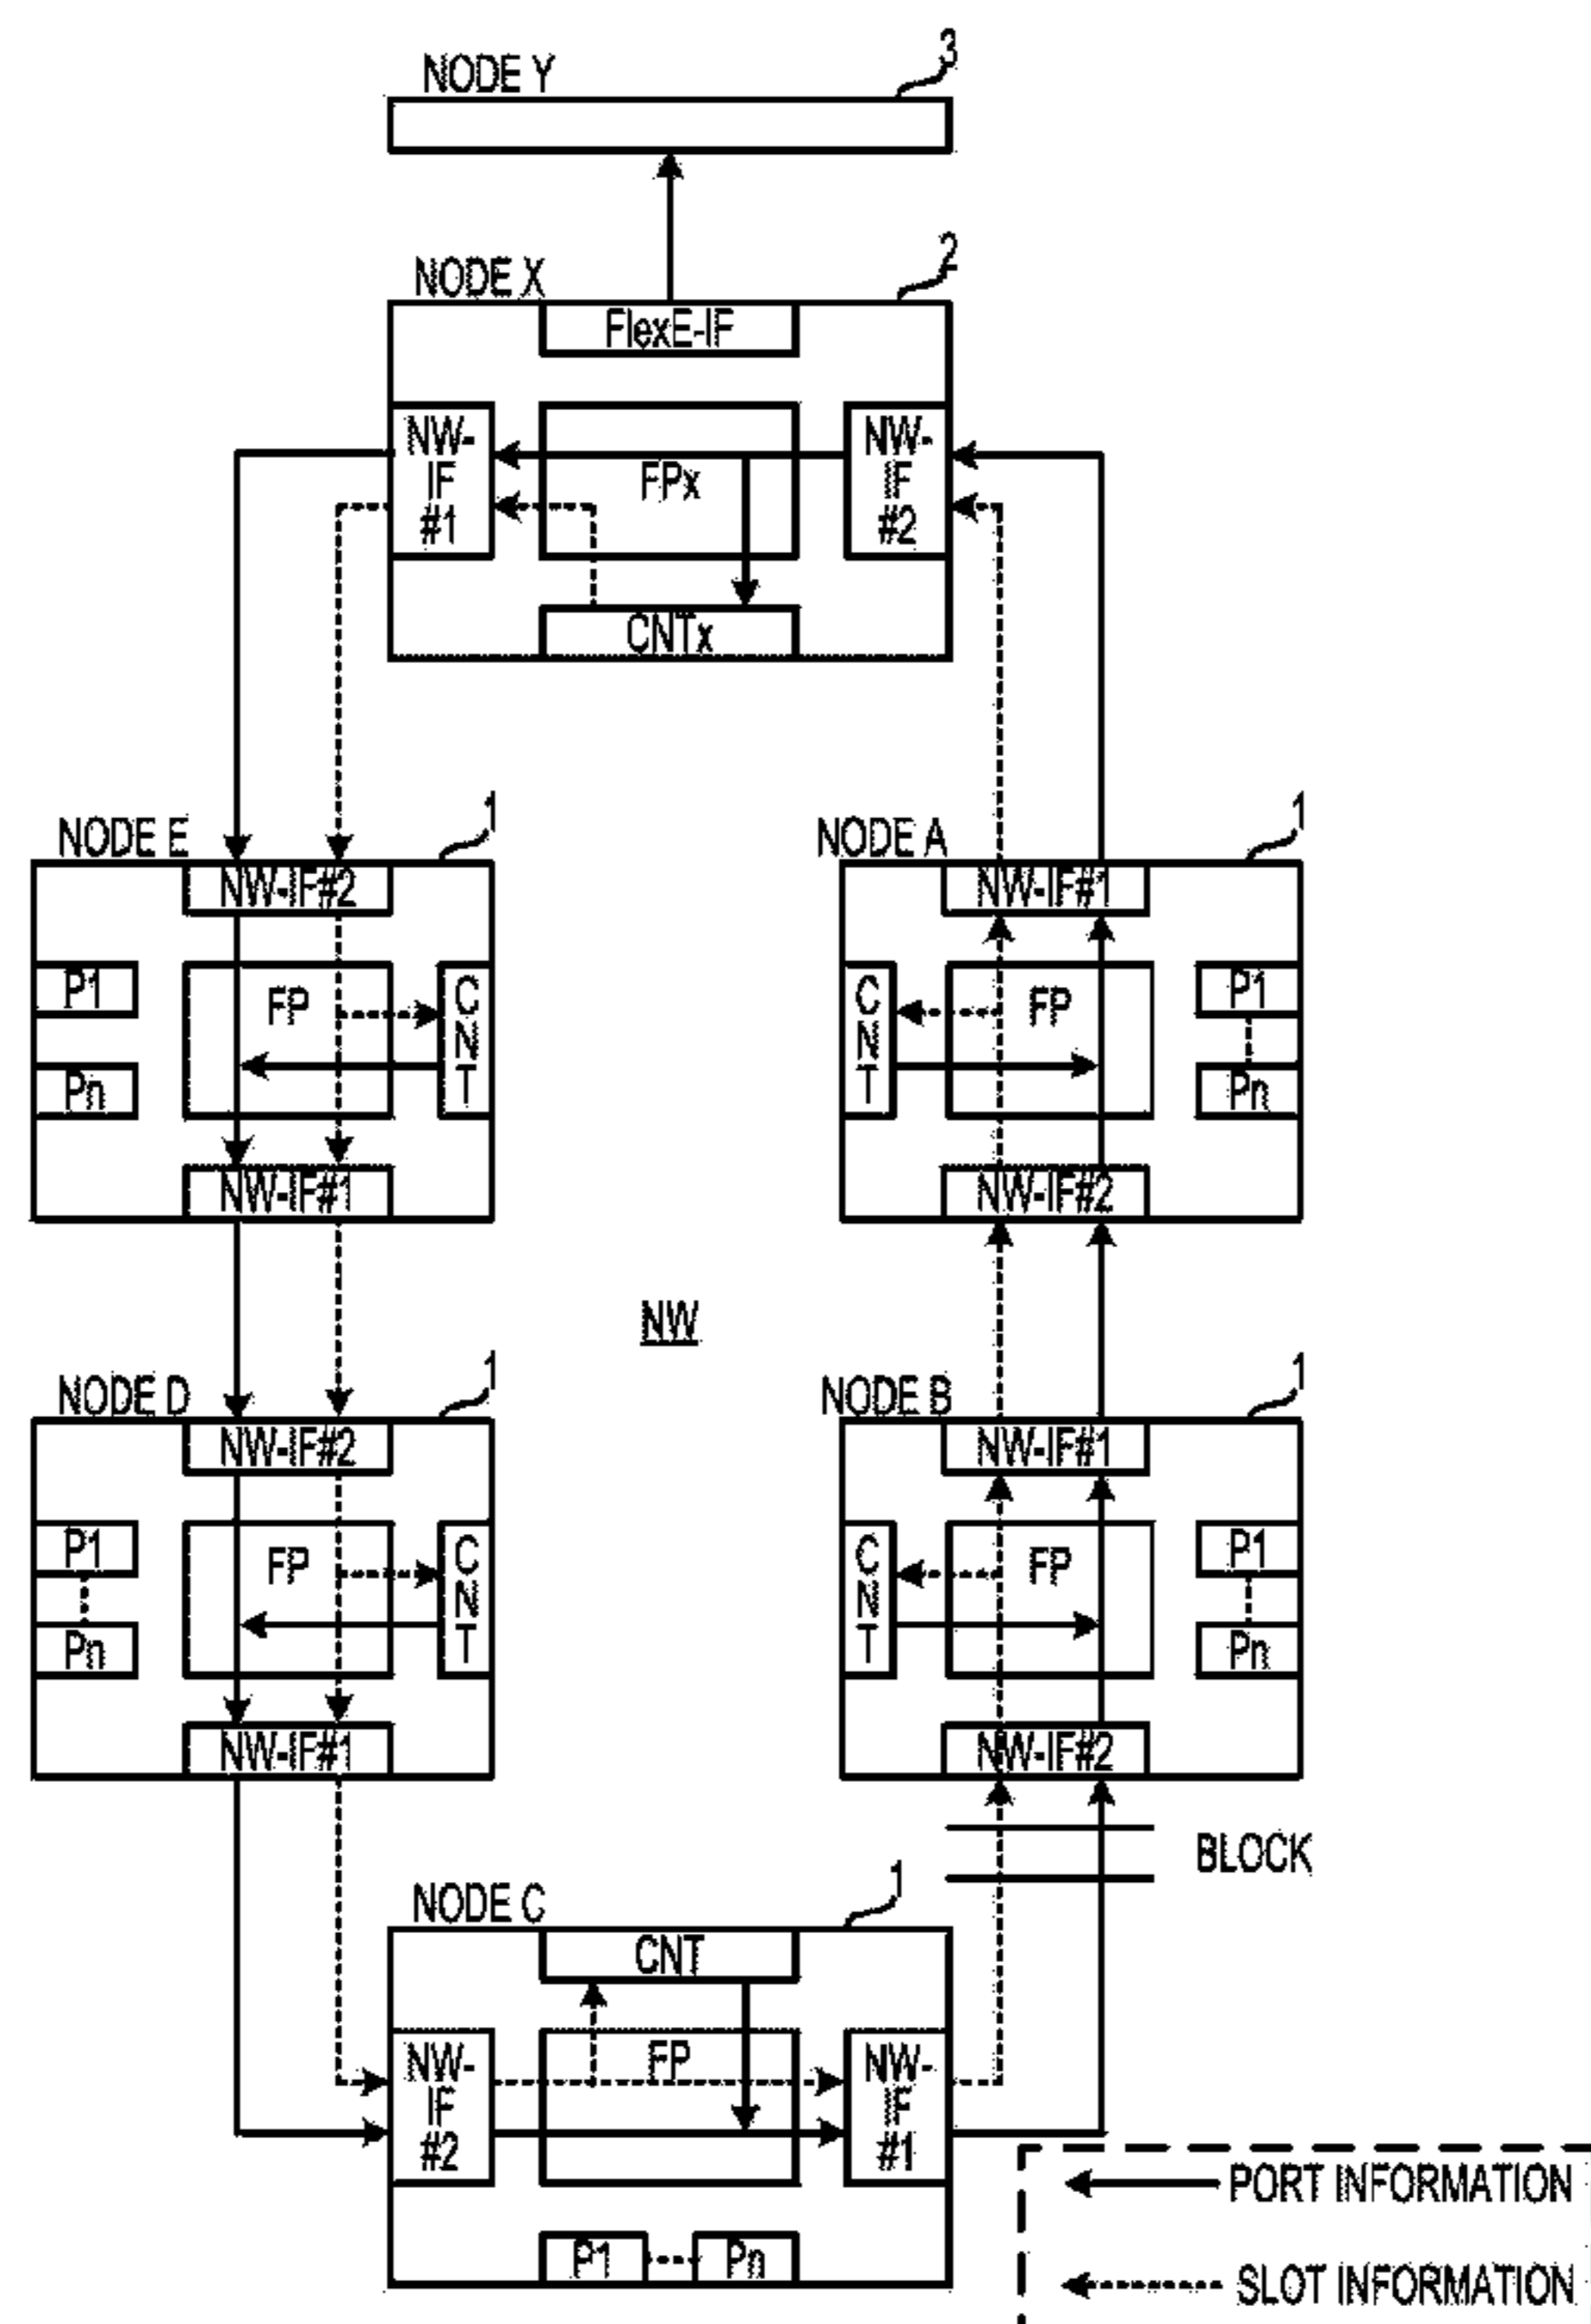 NODE Y
3
NODE X
2
FlexE-IF
NW-
IF
#1
FPx
NW-
IF
#2
CNTx
NODE E
1
NW-IF#2
P1
FP
CNT
Pn
NW-IF#1
NODE A
1
NW-IF#1
CNT
FP
P1
Pn
NW-IF#2
NW
NODE D
1
NW-IF#2
P1
FP
CNT
Pn
NW-IF#1
NODE B
1
NW-IF#1
CNT
FP
P1
Pn
NW-IF#2
BLOCK
NODE C
1
CNT
NW-
IF
#2
FP
NW-
IF
#1
P1
Pn
PORT INFORMATION
SLOT INFORMATION